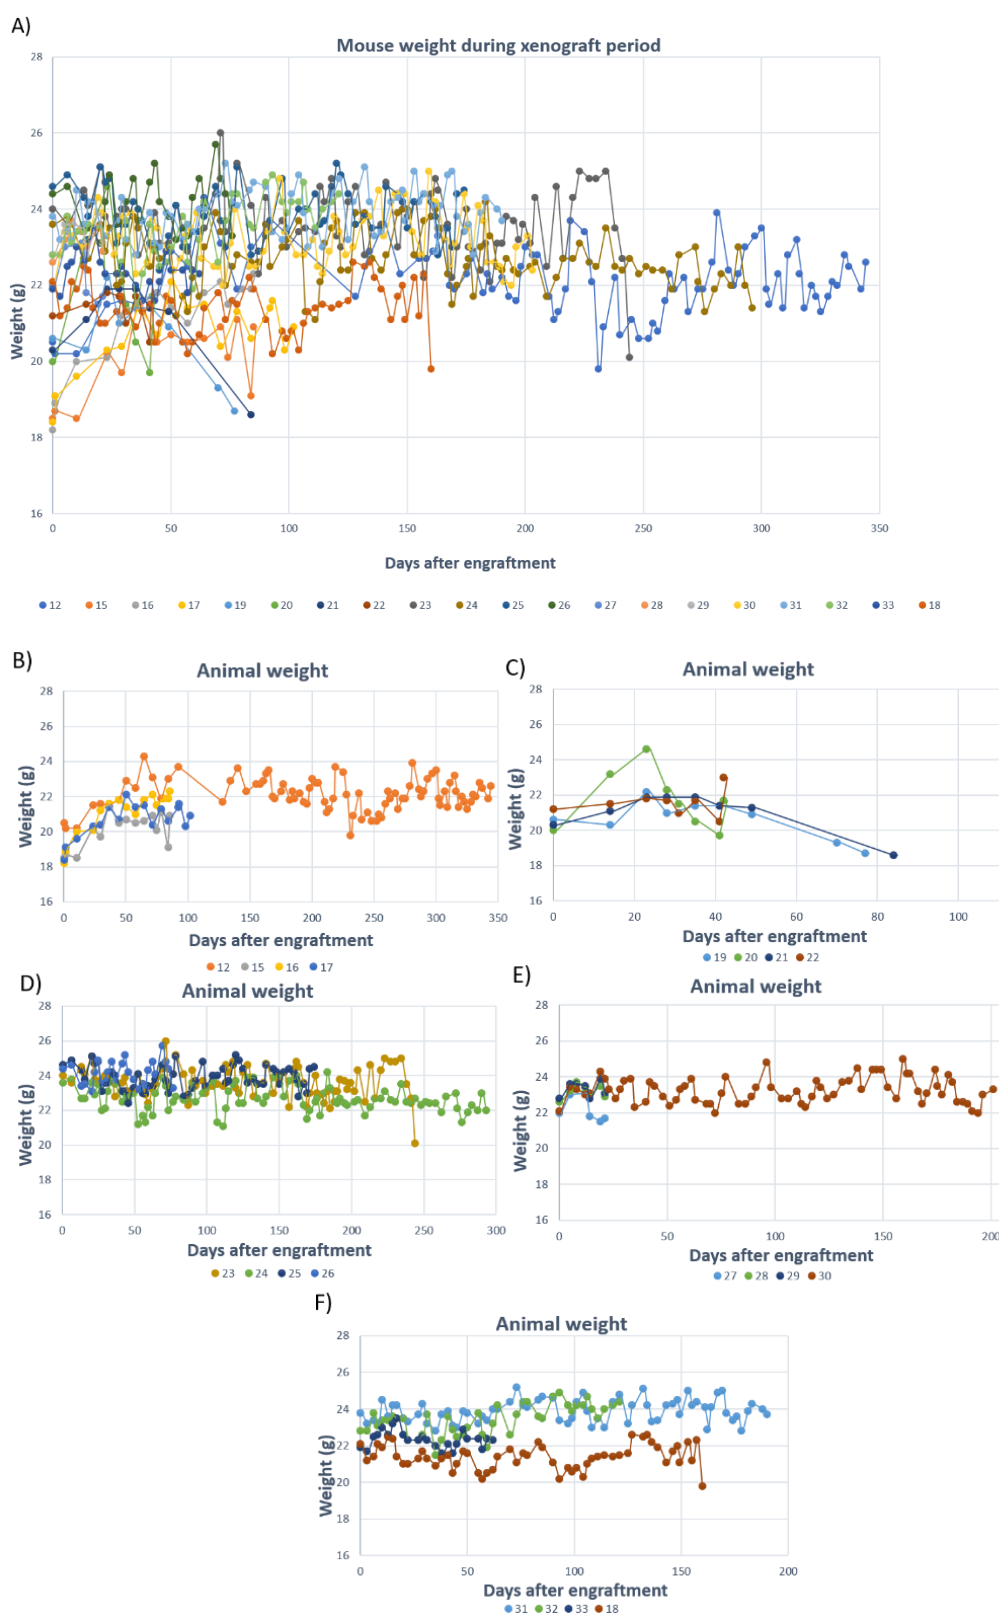 A)
Mouse weight during xenograft period
28
26
24
22
20
18
16
Weight (g)
0 50 100 150 200 250 300 350
Days after engraftment
12 15 16 17 19 20 21 22 23 24 25 26 27 28 29 30 31 32 33 18
B)
Animal weight
28
26
24
22
20
18
16
Weight (g)
0 50 100 150 200 250 300 350
Days after engraftment
12 15 16 17
C)
Animal weight
28
26
24
22
20
18
16
Weight (g)
0 20 40 60 80 100
Days after engraftment
19 20 21 22
D)
Animal weight
28
26
24
22
20
18
16
Weight (g)
0 50 100 150 200 250 300
Days after engraftment
23 24 25 26
E)
Animal weight
28
26
24
22
20
18
16
Weight (g)
0 50 100 150 200
Days after engraftment
27 28 29 30
F)
Animal weight
28
26
24
22
20
18
16
Weight (g)
0 50 100 150 200
Days after engraftment
31 32 33 18